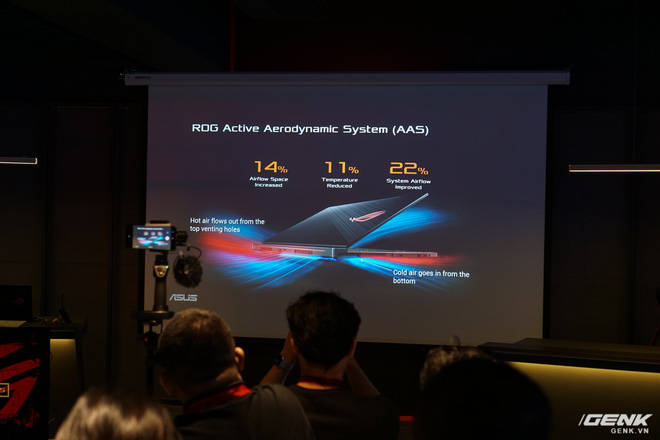 ROG Active Aerodynamic System (AAS)
14%
Airflow Space
Increased
11%
Temperature
Reduced
22%
System Airflow
Improved
Hot air flows out from the
top venting holes
Cold air goes in from the
bottom
ASUS
GENK
GENK.VN